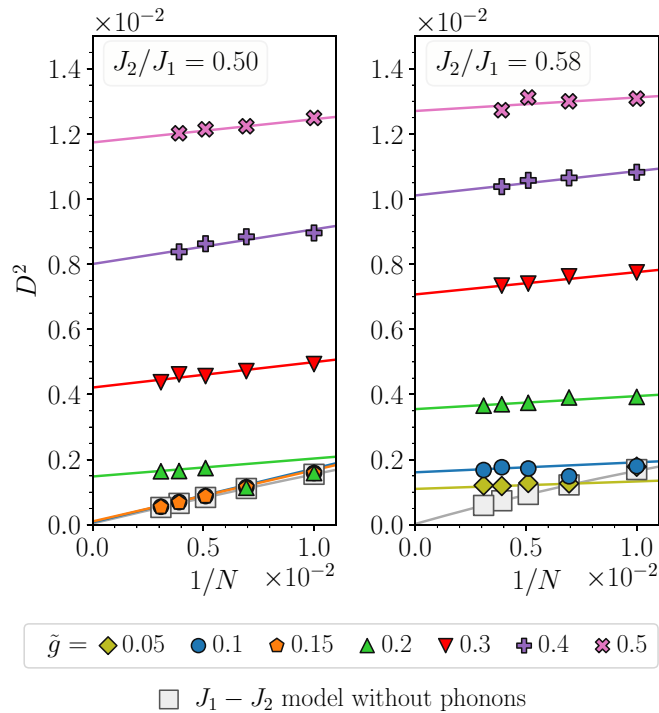 ×10⁻² ×10⁻²
J₂/J₁ = 0.50 J₂/J₁ = 0.58
1.4 1.4
1.2 1.2
1.0 1.0
0.8 0.8
D²
0.6 0.6
0.4 0.4
0.2 0.2
0.0 0.0
0.0 0.5 1.0 0.0 0.5 1.0
1/N ×10⁻² 1/N ×10⁻²
g̃ = 0.05 0.1 0.15 0.2 0.3 0.4 0.5
J₁ − J₂ model without phonons